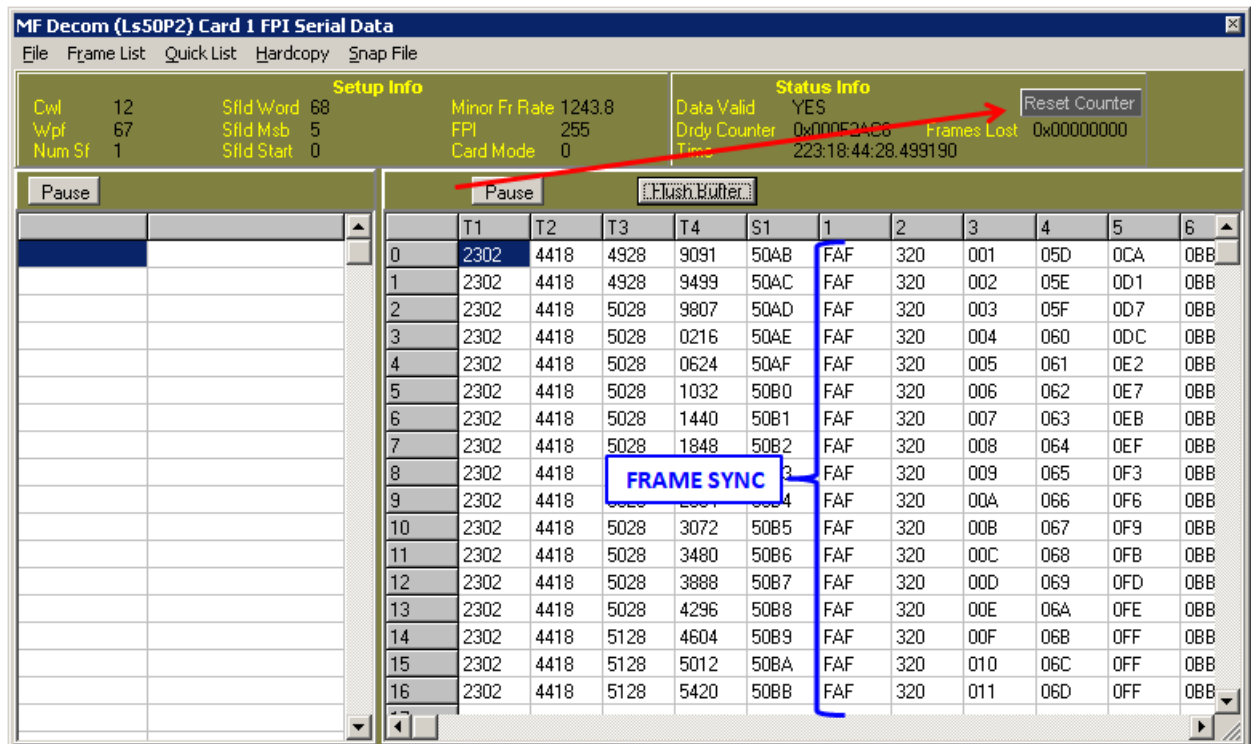 MF Decom (Ls50P2) Card 1 FPI Serial Data
File Frame List Quick List Hardcopy Snap File
Setup Info Status Info
Cwl 12 Sfld Word 68 Minor Fr Rate 1243.8 Data Valid YES Reset Counter
Wpf 67 Sfld Msb 5 FPI 255 Drdy Counter Frames Lost 0x00000000
Num Sf 1 Sfld Start 0 Card Mode 0 Time 223:18:44:28.499190
Pause Pause Flush Buffer
T1 T2 T3 T4 S1 1 2 3 4 5 6
0 2302 4418 4928 9091 50AB FAF 320 001 05D 0CA 0BB
1 2302 4418 4928 9499 50AC FAF 320 002 05E 0D1 0BB
2 2302 4418 5028 9807 50AD FAF 320 003 05F 0D7 0BB
3 2302 4418 5028 0216 50AE FAF 320 004 060 0DC 0BB
4 2302 4418 5028 0624 50AF FAF 320 005 061 0E2 0BB
5 2302 4418 5028 1032 50B0 FAF 320 006 062 0E7 0BB
6 2302 4418 5028 1440 50B1 FAF 320 007 063 0EB 0BB
7 2302 4418 5028 1848 50B2 FAF 320 008 064 0EF 0BB
8 2302 4418 FAF 320 009 065 0F3 0BB
FRAME SYNC
9 2302 4418 FAF 320 00A 066 0F6 0BB
10 2302 4418 5028 3072 50B5 FAF 320 00B 067 0F9 0BB
11 2302 4418 5028 3480 50B6 FAF 320 00C 068 0FB 0BB
12 2302 4418 5028 3888 50B7 FAF 320 00D 069 0FD 0BB
13 2302 4418 5028 4296 50B8 FAF 320 00E 06A 0FE 0BB
14 2302 4418 5128 4604 50B9 FAF 320 00F 06B 0FF 0BB
15 2302 4418 5128 5012 50BA FAF 320 010 06C 0FF 0BB
16 2302 4418 5128 5420 50BB FAF 320 011 06D 0FF 0BB